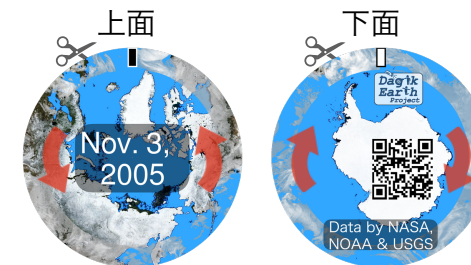 上面
下面
Nov. 3,
2005
Dagik
Earth
Project
Data by NASA,
NOAA & USGS